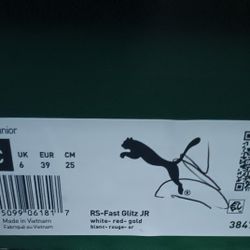 unior
UK EUR CM
6 39 25
5099 06181 7
RS-Fast Glitz JR
384
Made in Vietnam
white- red- gold
Fabriqué au Vietnam
blanc- rouge- or